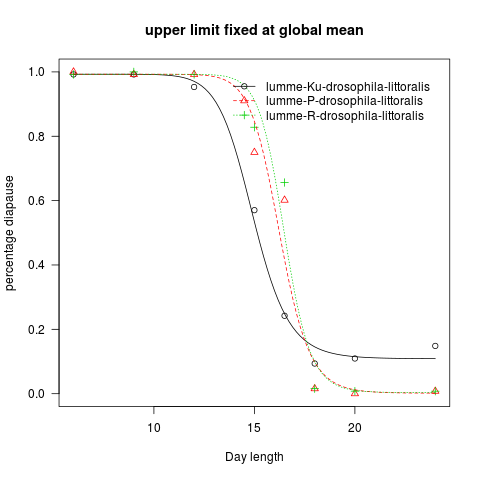 upper limit fixed at global mean
lumme-Ku-drosophila-littoralis
lumme-P-drosophila-littoralis
lumme-R-drosophila-littoralis
percentage diapause
1.0
0.8
0.6
0.4
0.2
0.0
10
15
20
Day length